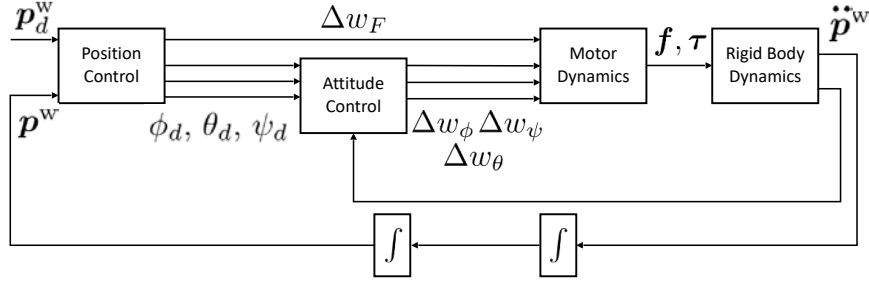 p_d^w
Position
Control
Δw_F
Attitude
Control
Motor
Dynamics
f, τ
Rigid Body
Dynamics
p̈^w
p^w
ϕ_d, θ_d, ψ_d
Δw_ϕ Δw_ψ
Δw_θ
∫
∫